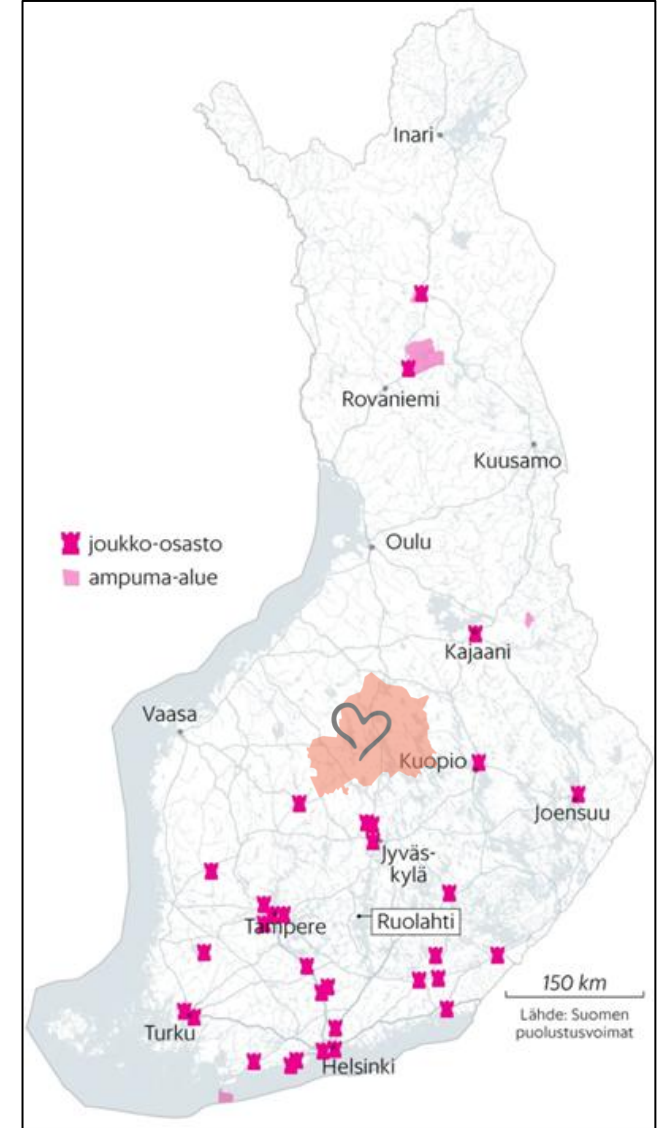 Inari
Rovaniemi
Kuusamo
joukko-osasto
Oulu
ampuma-alue
Kajaani
Vaasa
Kuopio
Joensuu
Jyväs-
kylä
Ruolahti
Tampere
150 km
Lähde: Suomen
puolustusvoimat
Turku
Helsinki